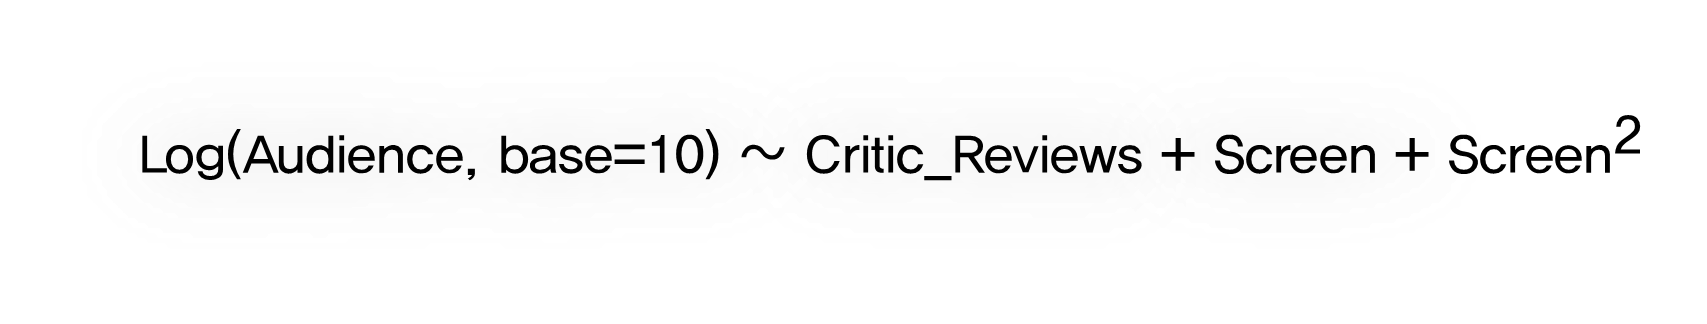 Log(Audience, base=10) ~ Critic_Reviews + Screen + Screen²